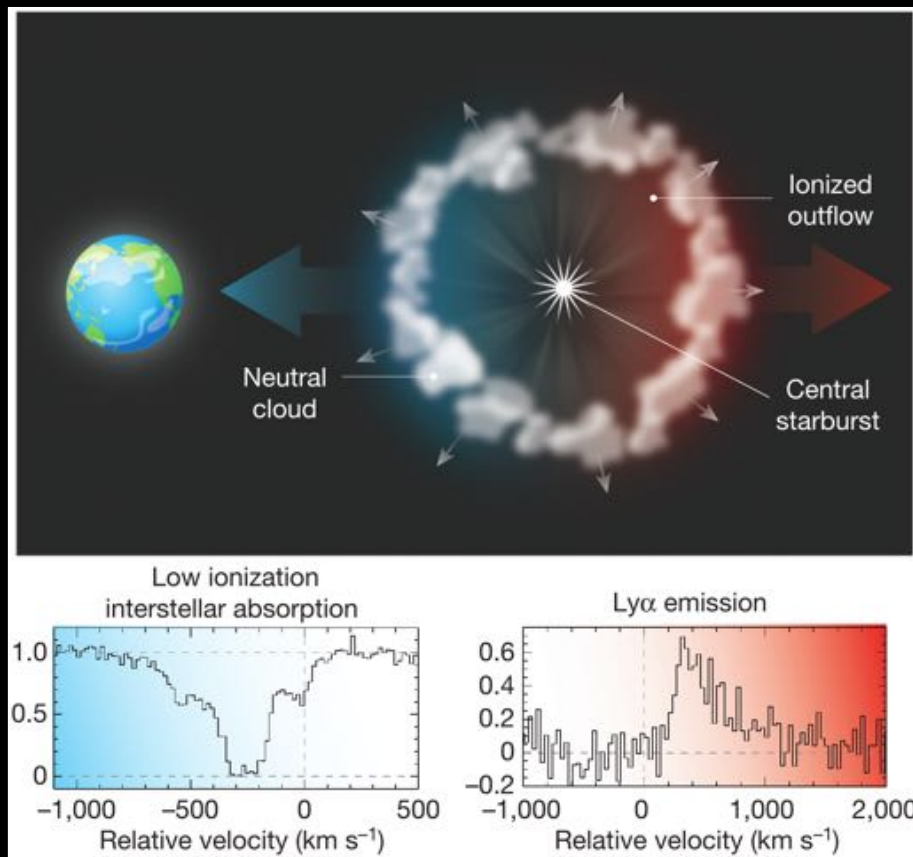 Ionized
outflow
Neutral
cloud
Central
starburst
Low ionization
interstellar absorption
1.0
0.5
0
−1,000
−500
0
500
Relative velocity (km s⁻¹)
Lyα emission
0.6
0.4
0.2
0
−0.2
−1,000
0
1,000
2,000
Relative velocity (km s⁻¹)